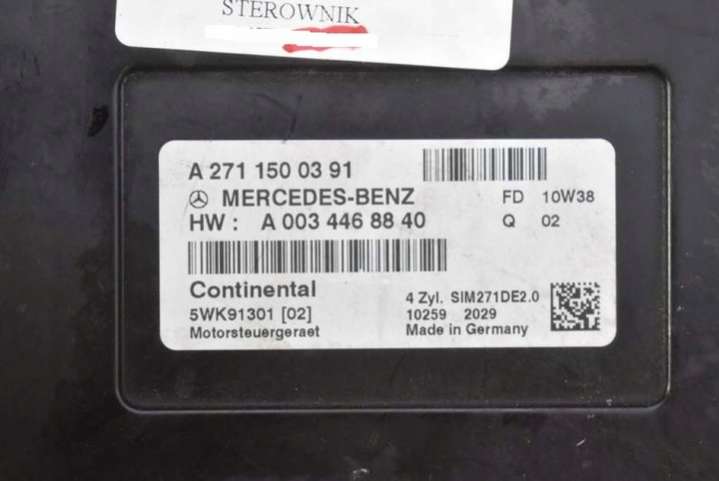 STEROWNIK
A 271 150 03 91
MERCEDES-BENZ
FD 10W38
HW : A 003 446 88 40
Q 02
Continental
5WK91301 [02]
Motorsteuergeraet
4 Zyl. SIM271DE2.0
10259 2029
Made in Germany